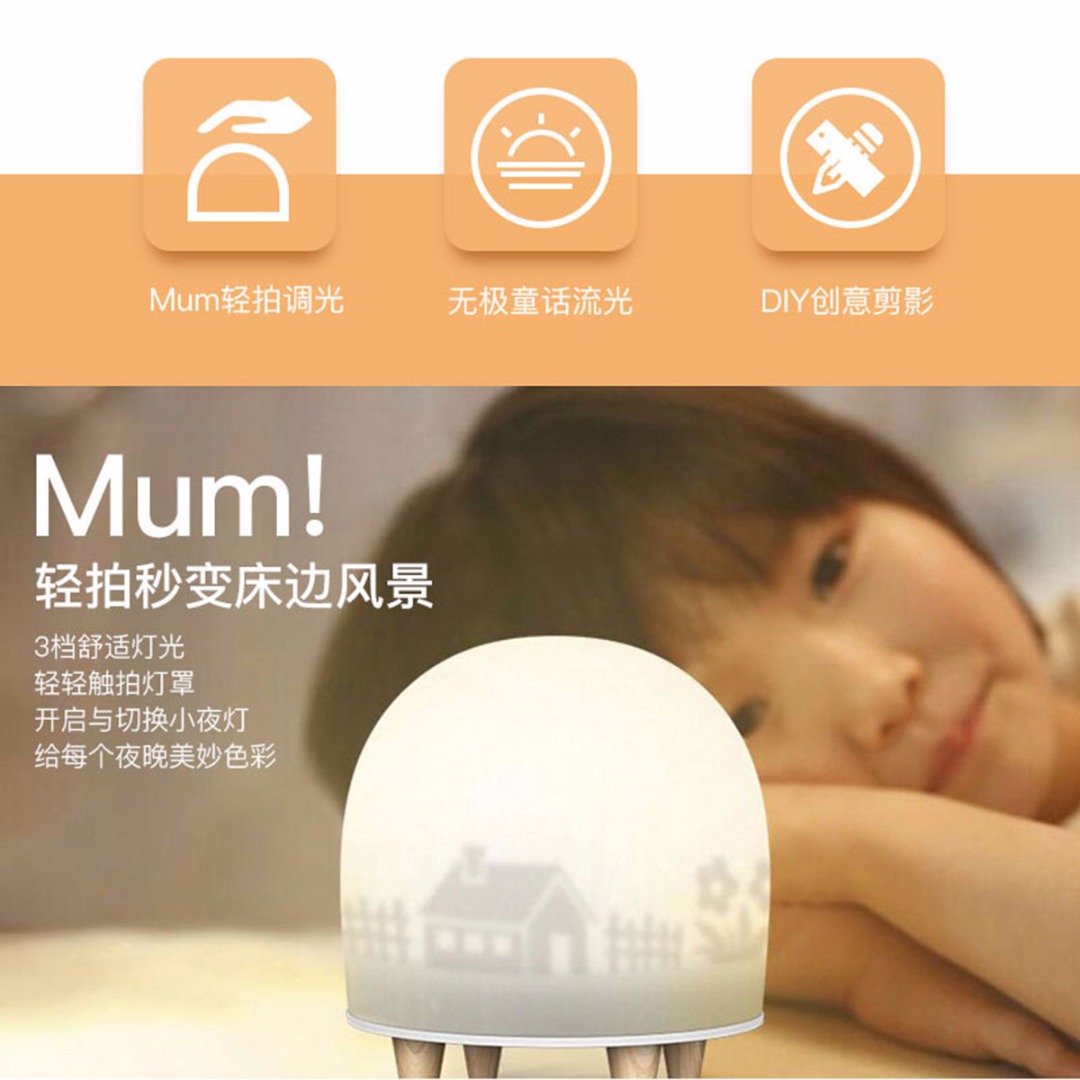 Mum轻拍调光
无极童话流光
DIY创意剪影
Mum!
轻拍秒变床边风景
3档舒适灯光
轻轻触拍灯罩
开启与切换小夜灯
给每个夜晚美妙色彩